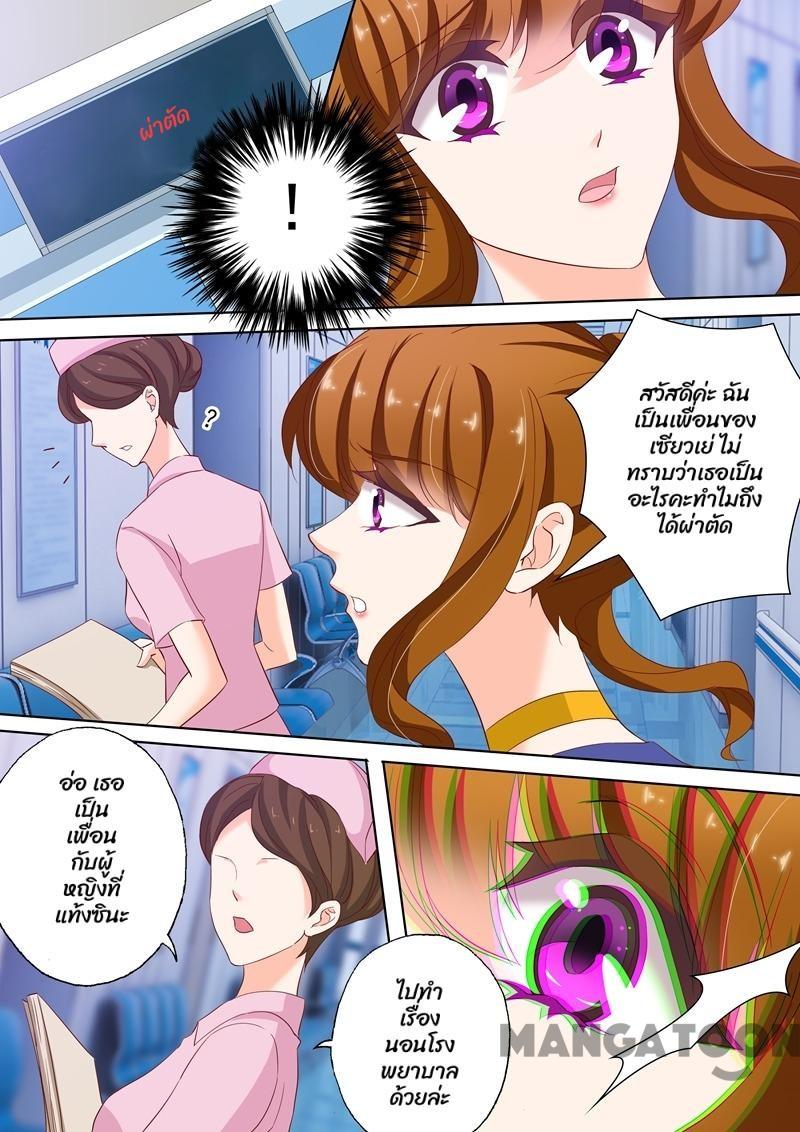 ผ่าตัด
!
?
สวัสดีค่ะ ฉัน
เป็นเพื่อนของ
เซียวเย่ ไม่
ทราบว่าเธอเป็น
อะไรคะทำไมถึง
ได้ผ่าตัด
อ่อ เธอ
เป็น
เพื่อน
กับผู้
หญิงที่
แท้งซินะ
ไปทำ
เรื่อง
นอนโรง
พยาบาล
ด้วยล่ะ
MANGATOON